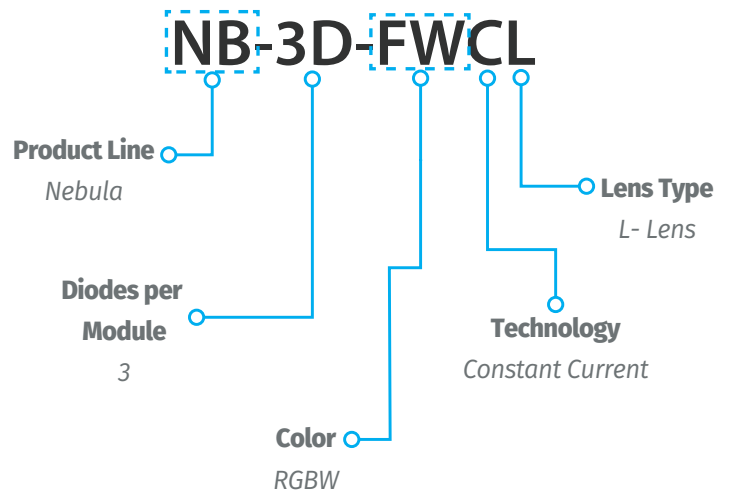 NB-3D-FWCL
Product Line
Nebula
Lens Type
L- Lens
Diodes per
Module
3
Technology
Constant Current
Color
RGBW